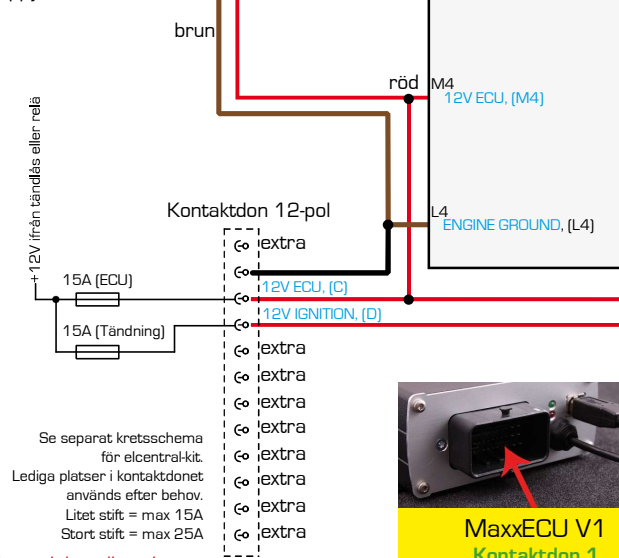 brun
röd
M4
12V ECU, (M4)
+12V ifrån tändlås eller relä
Kontaktdon 12-pol
L4
ENGINE GROUND, (L4)
extra
15A (ECU)
12V ECU, (C)
12V IGNITION, (D)
15A (Tändning)
extra
extra
extra
extra
extra
extra
extra
extra
Se separat kretsschema
för elcentral-kit.
Lediga platser i kontaktdonet
används efter behov.
Litet stift = max 15A
Stort stift = max 25A
MaxxECU V1
Kontaktdon 1